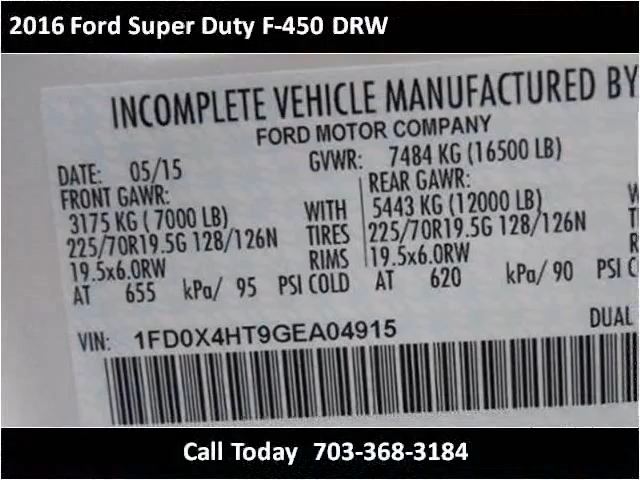 2016 Ford Super Duty F-450 DRW
INCOMPLETE VEHICLE MANUFACTURED BY
FORD MOTOR COMPANY
DATE: 05/15 GVWR: 7484 KG (16500 LB)
FRONT GAWR: REAR GAWR:
3175 KG (7000 LB) WITH 5443 KG (12000 LB)
225/70R19.5G 128/126N TIRES 225/70R19.5G 128/126N
19.5x6.0RW RIMS 19.5x6.0RW
AT 655 kPa/ 95 PSI COLD AT 620 kPa/ 90 PSI
VIN: 1FD0X4HT9GEA04915 DUAL
Call Today 703-368-3184